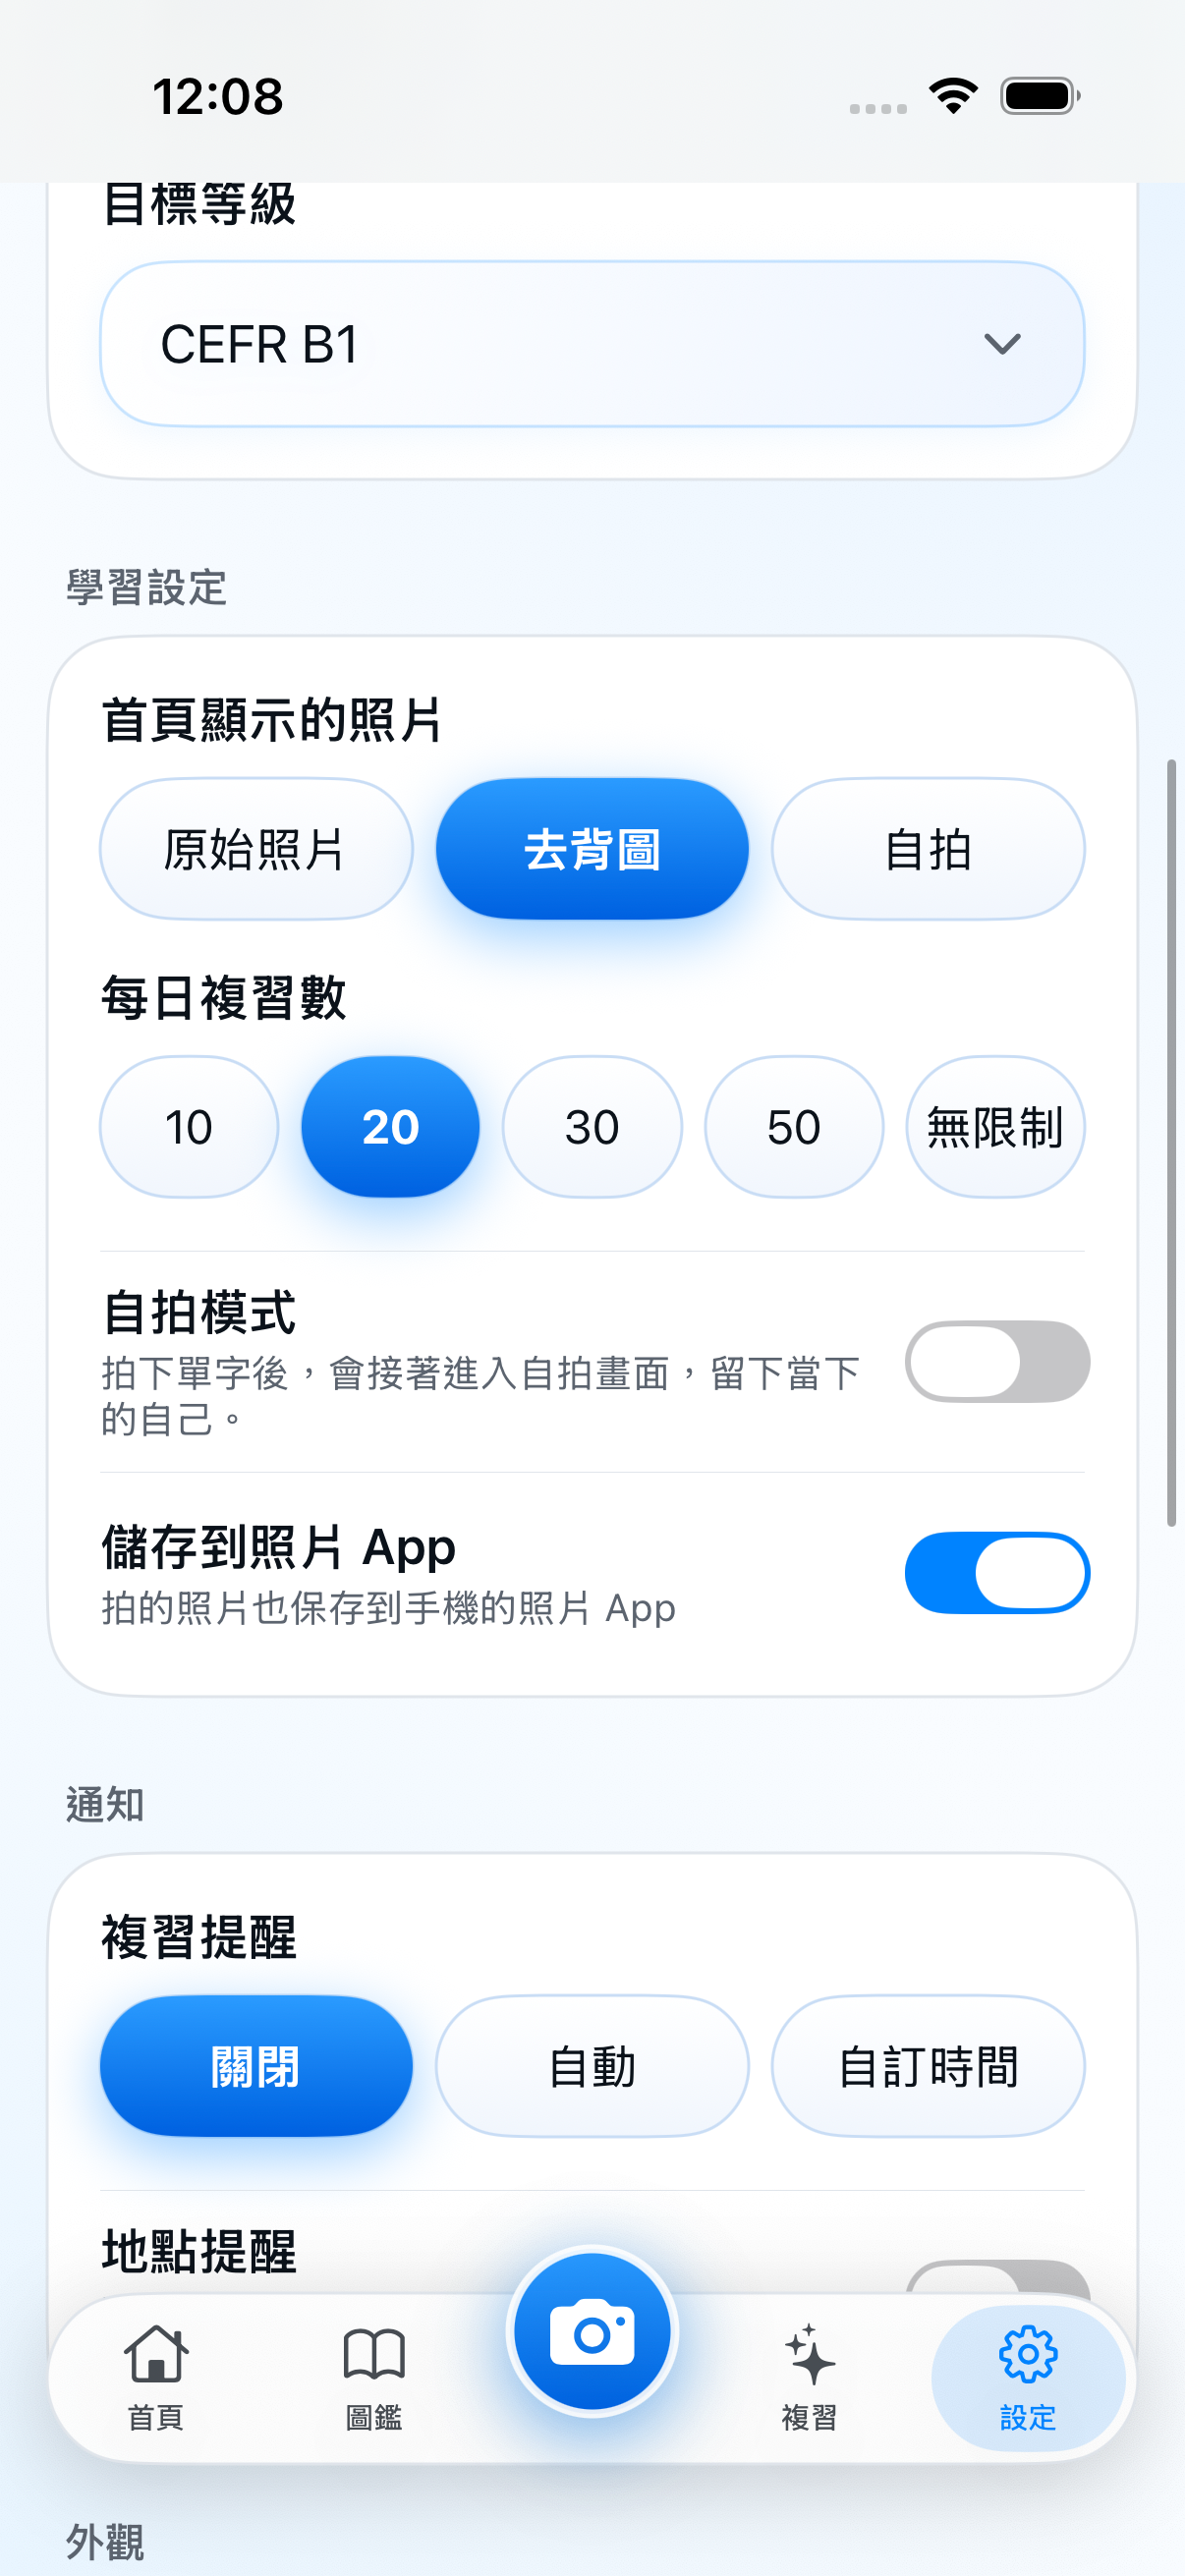 12:08
目標等級
CEFR B1
學習設定
首頁顯示的照片
原始照片 去背圖 自拍
每日複習數
10 20 30 50 無限制
自拍模式
拍下單字後，會接著進入自拍畫面，留下當下
的自己。
儲存到照片 App
拍的照片也保存到手機的照片 App
通知
複習提醒
關閉 自動 自訂時間
地點提醒
首頁 圖鑑 複習 設定
外觀